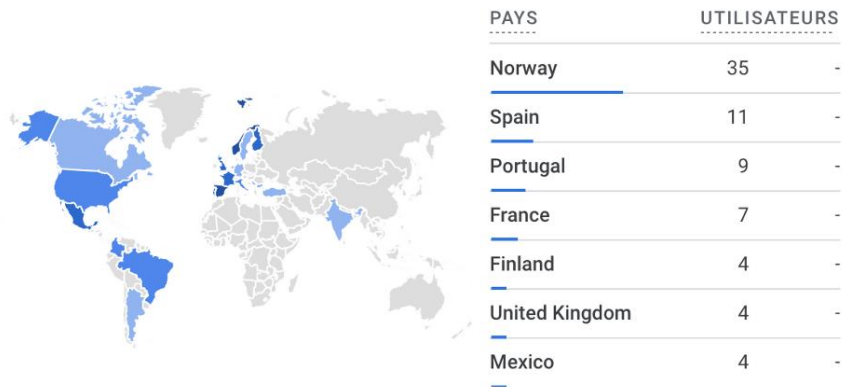 PAYS UTILISATEURS
Norway 35 -
Spain 11 -
Portugal 9 -
France 7 -
Finland 4 -
United Kingdom 4 -
Mexico 4 -